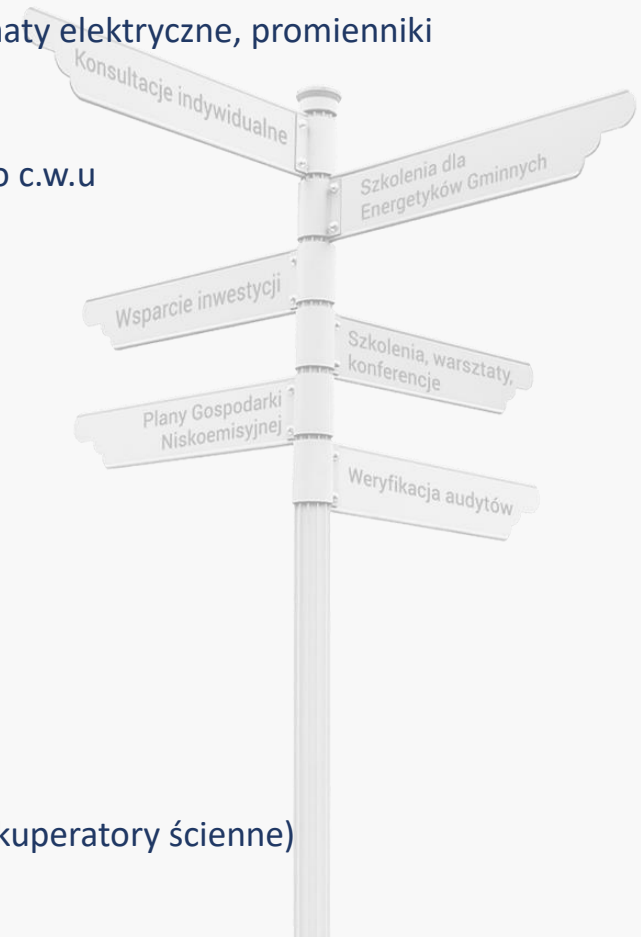 maty elektryczne, promienniki
Konsultacje indywidualne
Szkolenia dla
Energetyków Gminnych
c.w.u
Wsparcie inwestycji
Szkolenia, warsztaty,
konferencje
Plany Gospodarki
Niskoemisyjnej
Weryfikacja audytów
kuperatory ścienne)